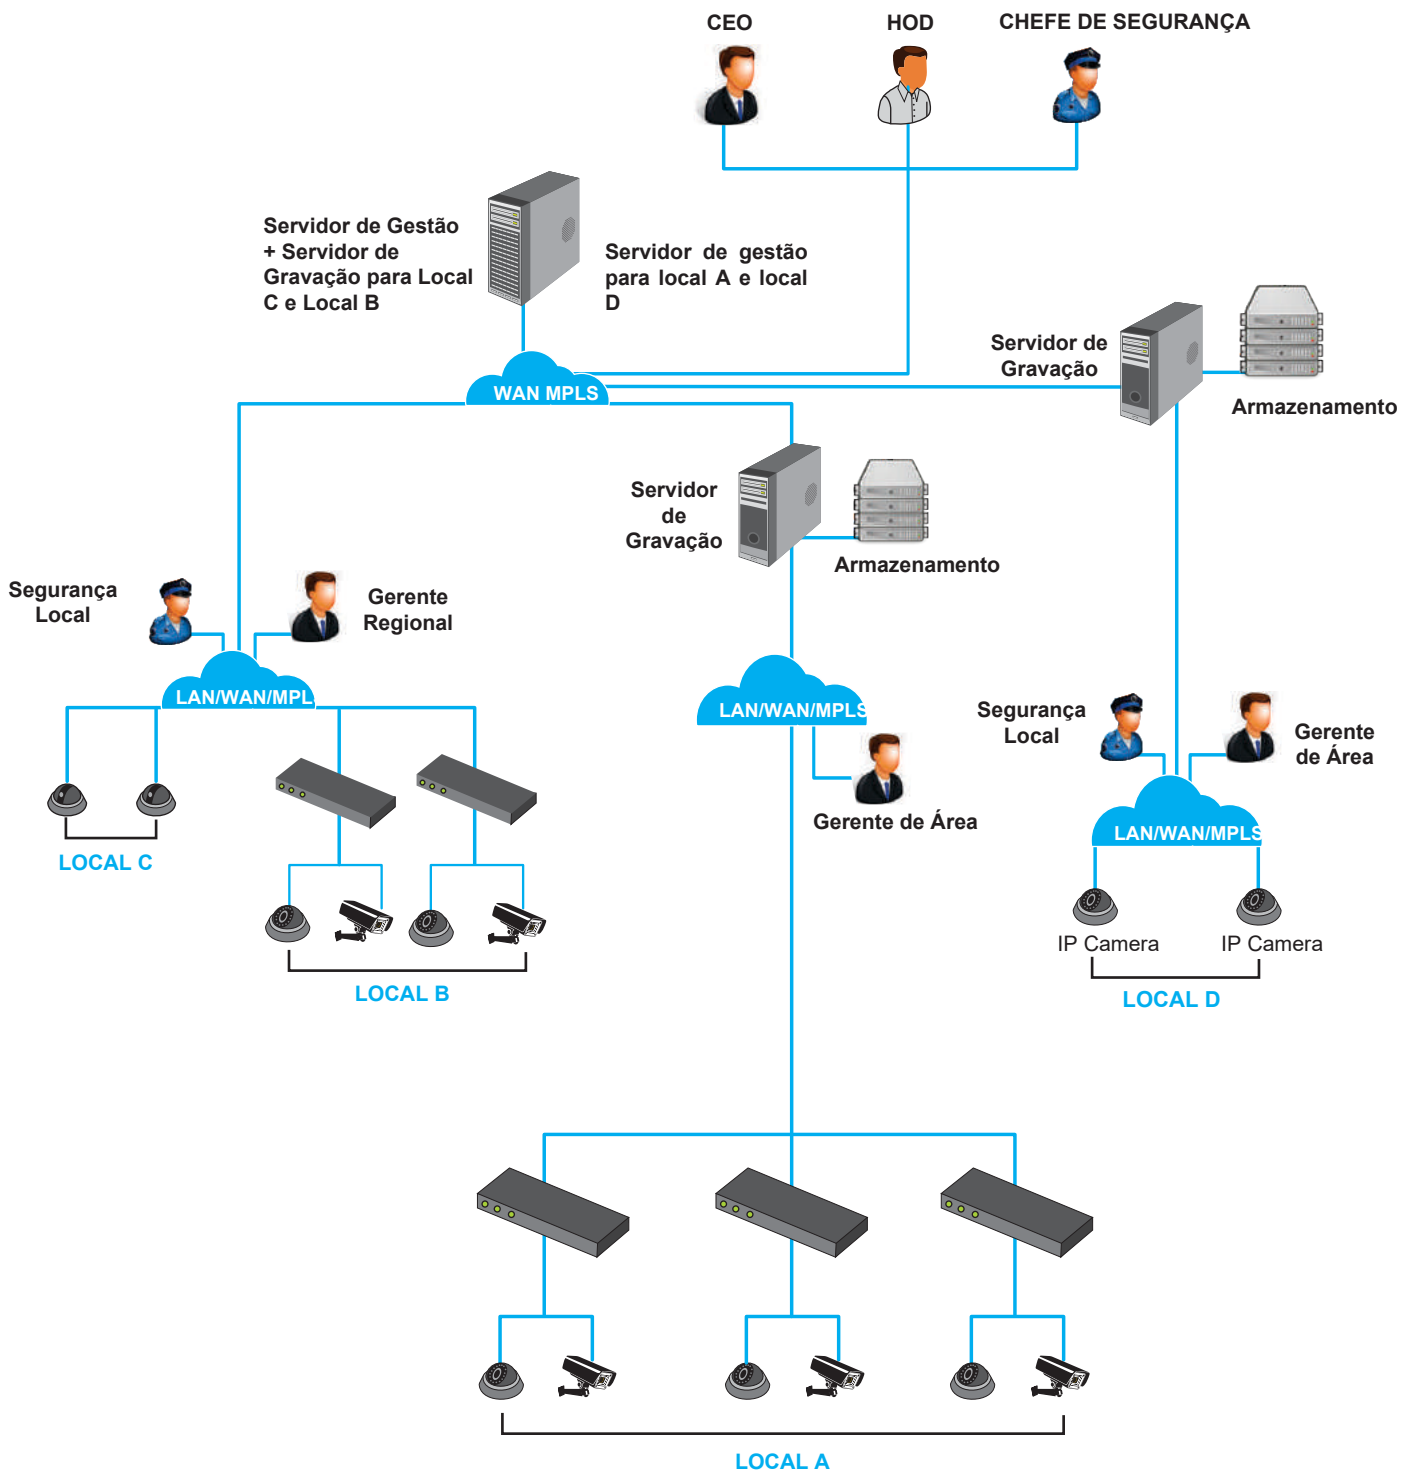 CEO
HOD
CHEFE DE SEGURANÇA
Servidor de Gestão
+ Servidor de
Gravação para Local
C e Local B
Servidor de gestão
para local A e local
D
Servidor de
Gravação
Armazenamento
WAN MPLS
Servidor
de
Gravação
Armazenamento
Segurança
Local
Gerente
Regional
LAN/WAN/MPL
LAN/WAN/MPLS
Gerente de Área
Segurança
Local
Gerente
de Área
LAN/WAN/MPLS
LOCAL C
LOCAL B
IP Camera
IP Camera
LOCAL D
LOCAL A